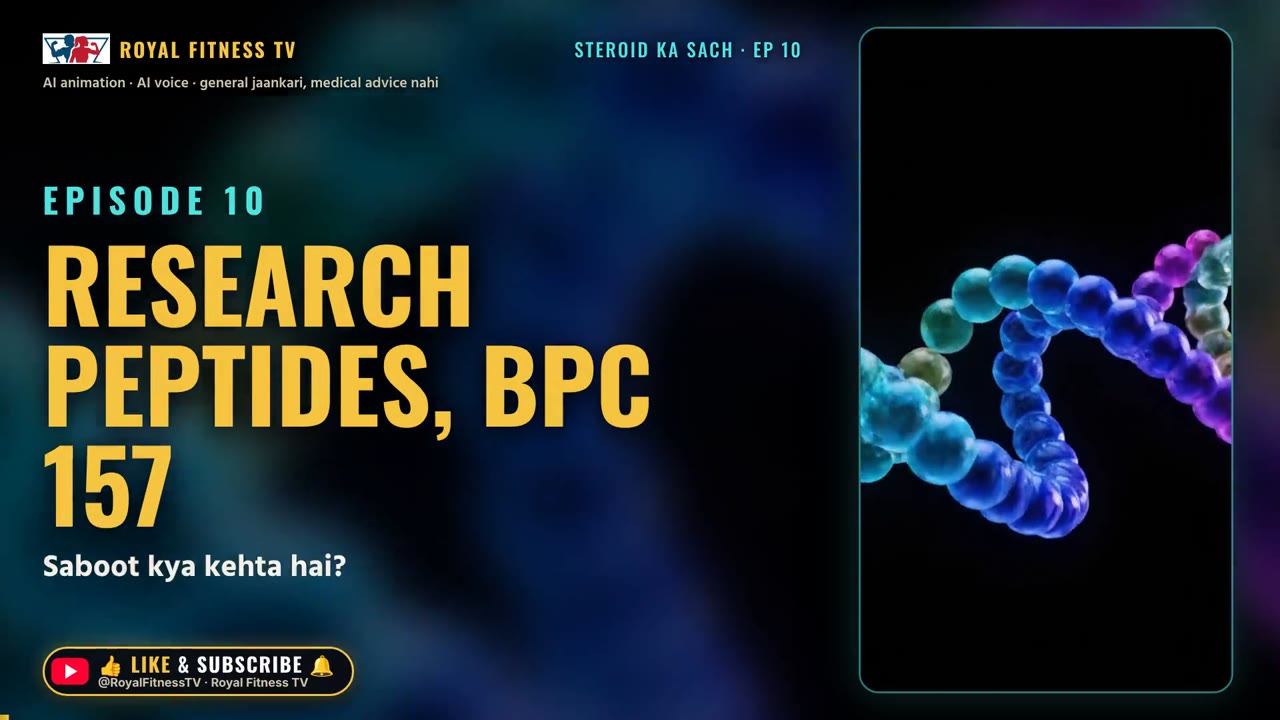 ROYAL FITNESS TV
AI animation · AI voice · general jaankari, medical advice nahi
STEROID KA SACH · EP 10
EPISODE 10
RESEARCH
PEPTIDES, BPC
157
Saboot kya kehta hai?
👍 LIKE & SUBSCRIBE 🔔
@RoyalFitnessTV · Royal Fitness TV